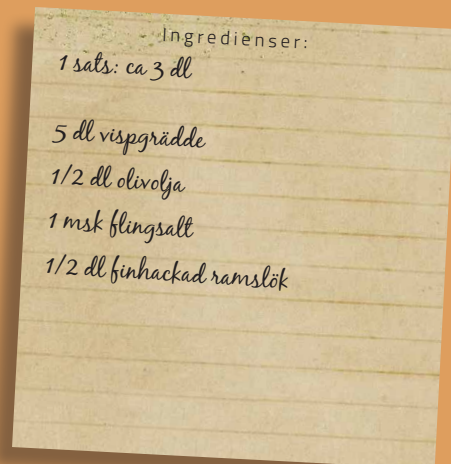 Ingredienser:
1 sats: ca 3 dl
5 dl vispgrädde
1/2 dl olivolja
1 msk flingsalt
1/2 dl finhackad ramslök